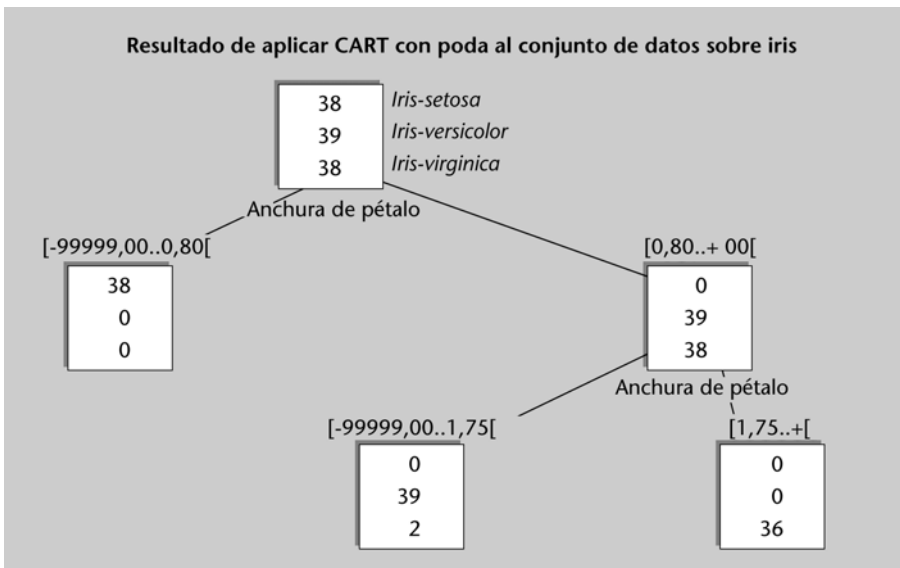 Resultado de aplicar CART con poda al conjunto de datos sobre iris
38 Iris-setosa
39 Iris-versicolor
38 Iris-virginica
Anchura de pétalo
[-99999,00..0,80[
[0,80..+ 00[
38
0
0
0
39
38
Anchura de pétalo
[-99999,00..1,75[
[1,75..+[
0
39
2
0
0
36